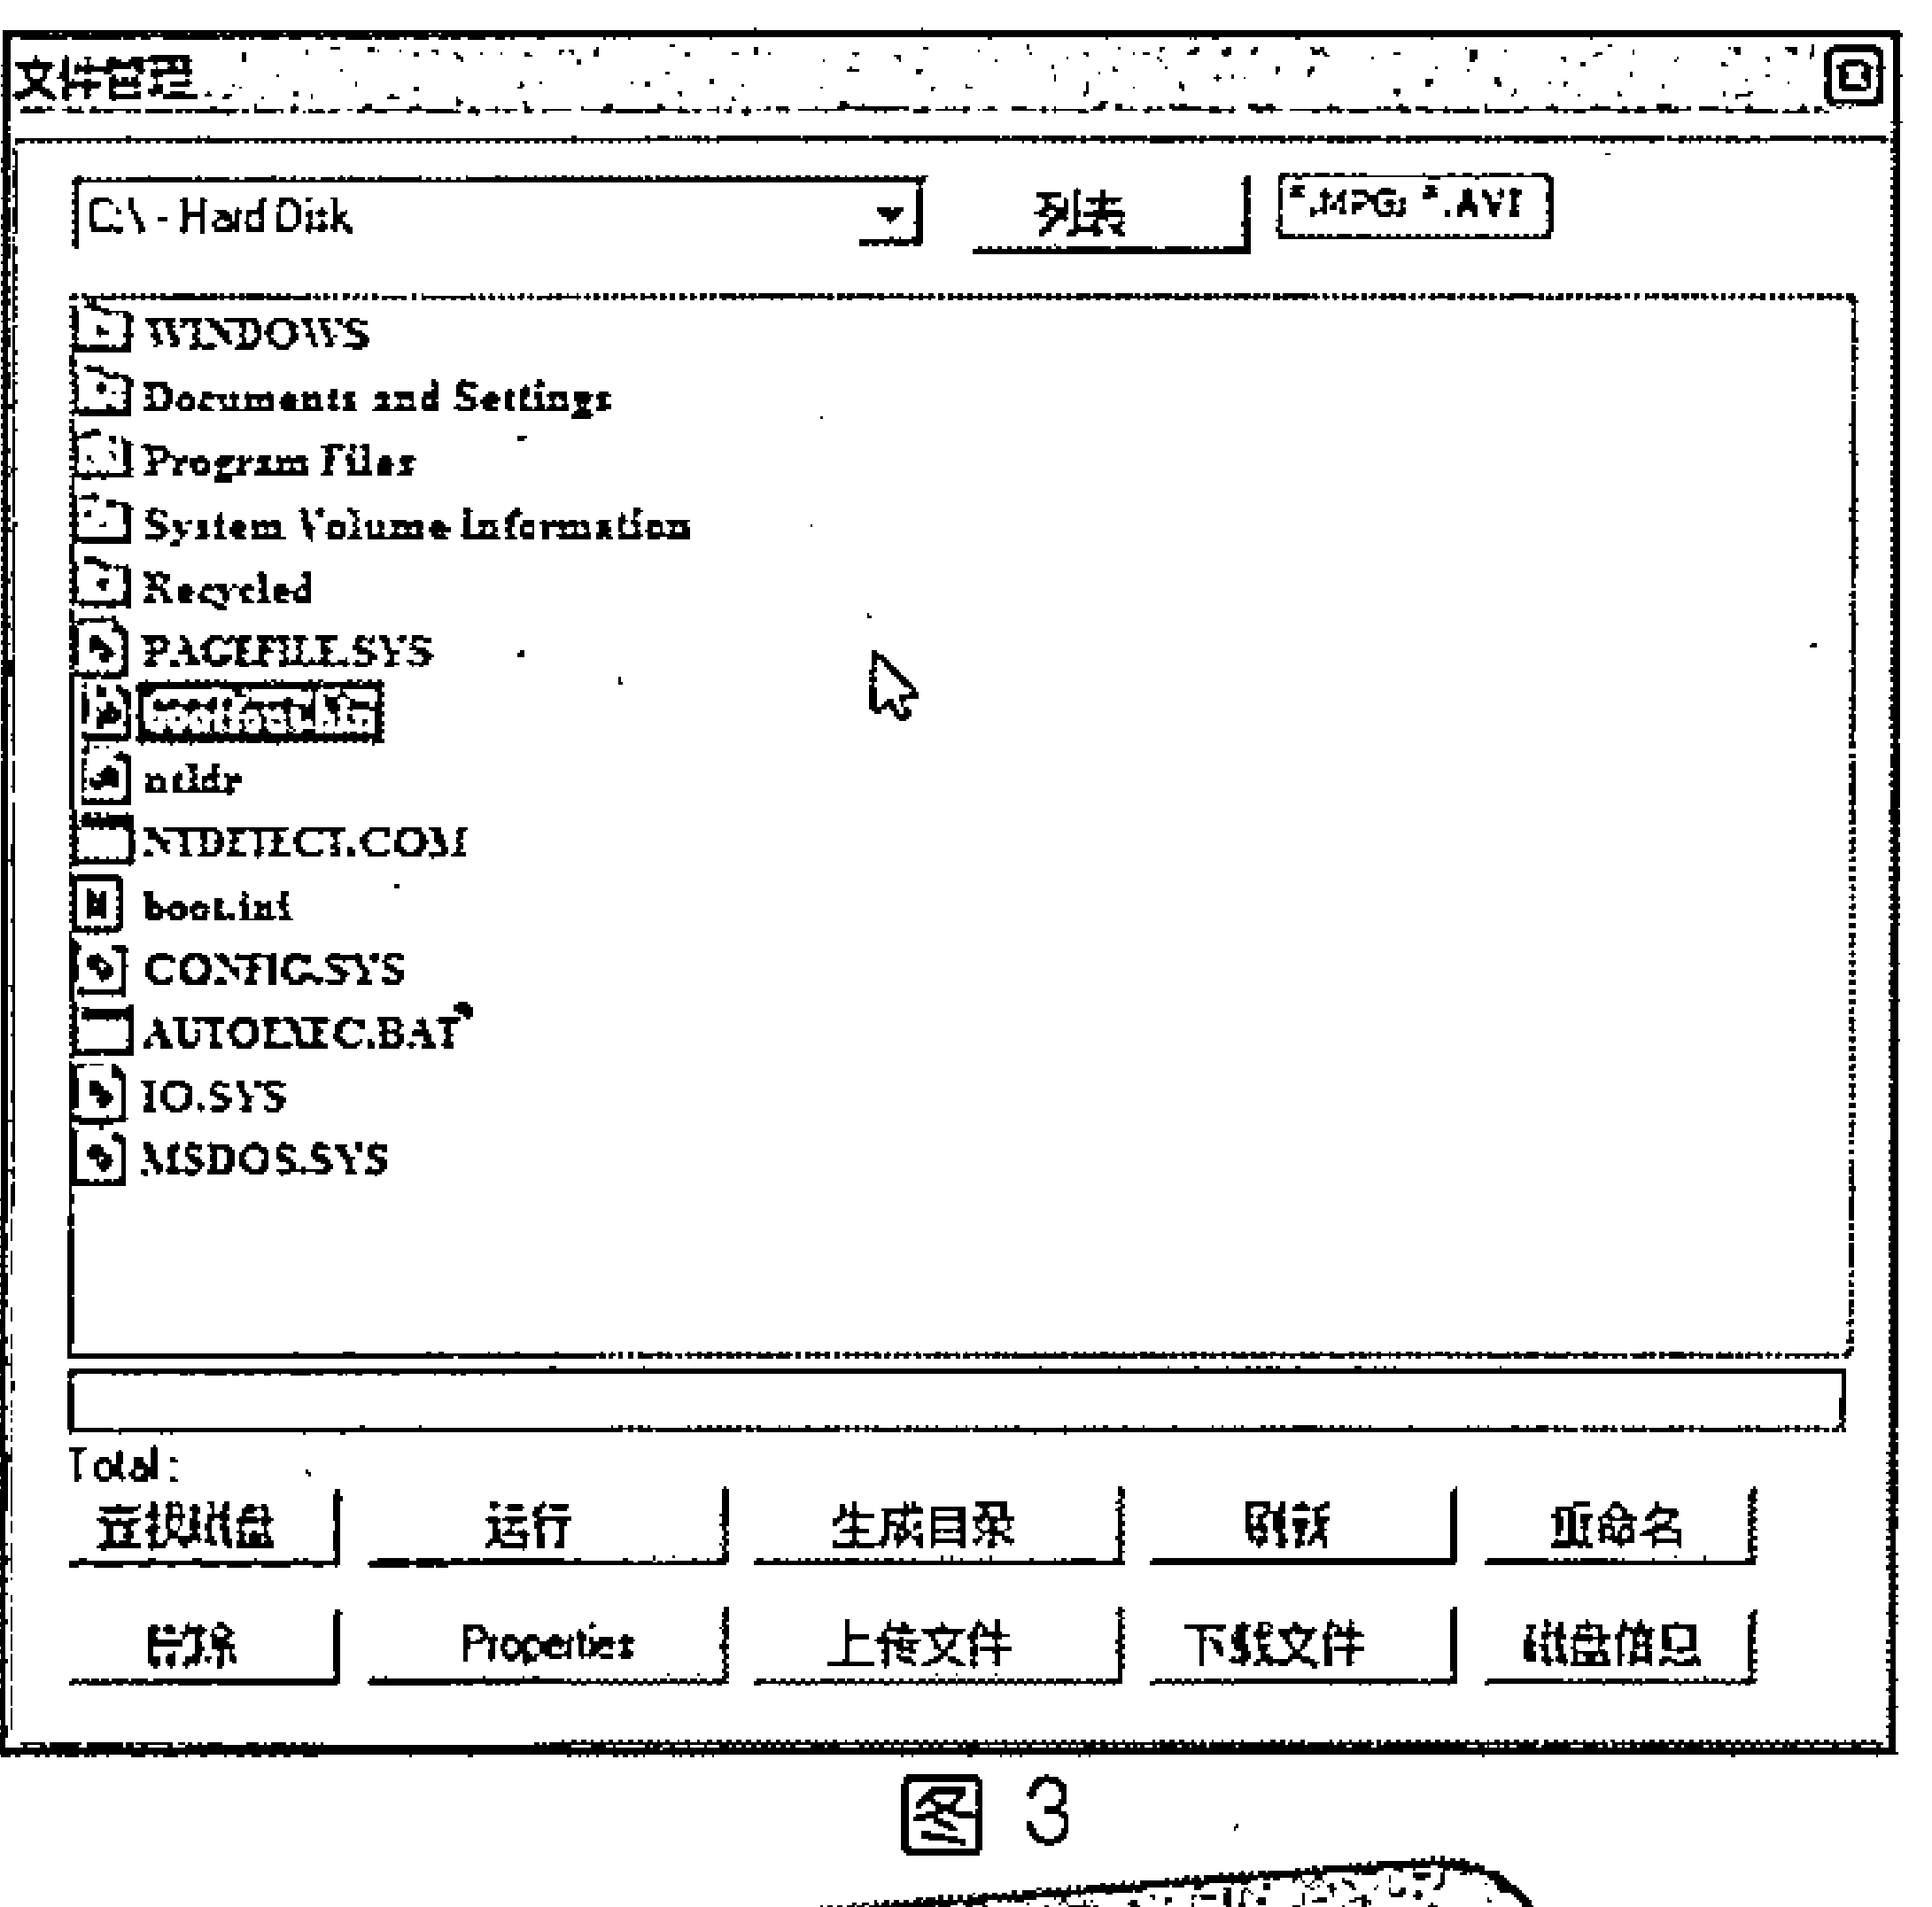 文件管理
C:\ - Hard Disk
列表
*.MPG; *.AVI
WINDOWS
Documents and Settings
Program Files
System Volume Information
Recycled
PAGEFILE.SYS
bootfont.bin
ntldr
NTDETECT.COM
boot.ini
CONFIG.SYS
AUTOEXEC.BAT
IO.SYS
MSDOS.SYS
Total :
查找磁盘 运行 生成目录 刷新 重命名
删除 Properties 上传文件 下载文件 磁盘信息
图 3